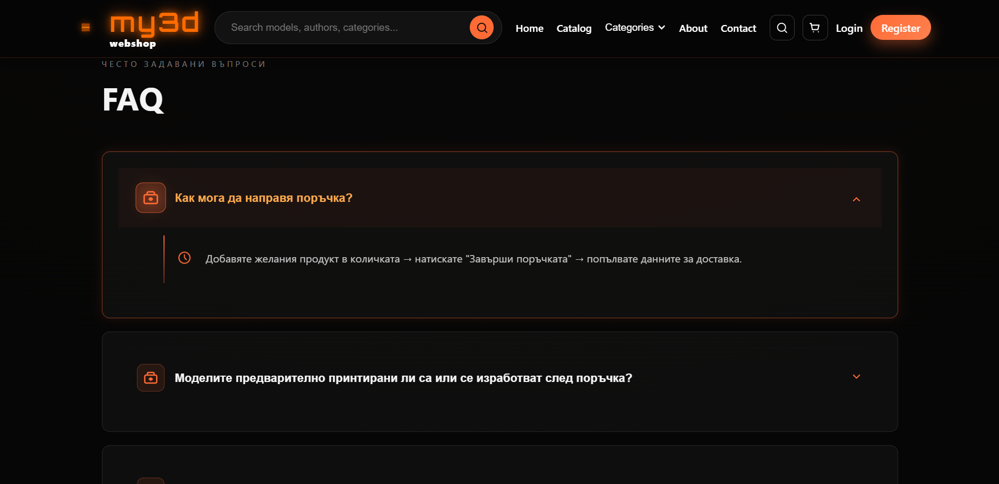 my3d
webshop
Search models, authors, categories...
Home
Catalog
Categories
About
Contact
Login
Register
ЧЕСТО ЗАДАВАНИ ВЪПРОСИ
FAQ
Как мога да направя поръчка?
Добавяте желания продукт в количката → натискате "Завърши поръчката" → попълвате данните за доставка.
Моделите предварително принтирани ли са или се изработват след поръчка?